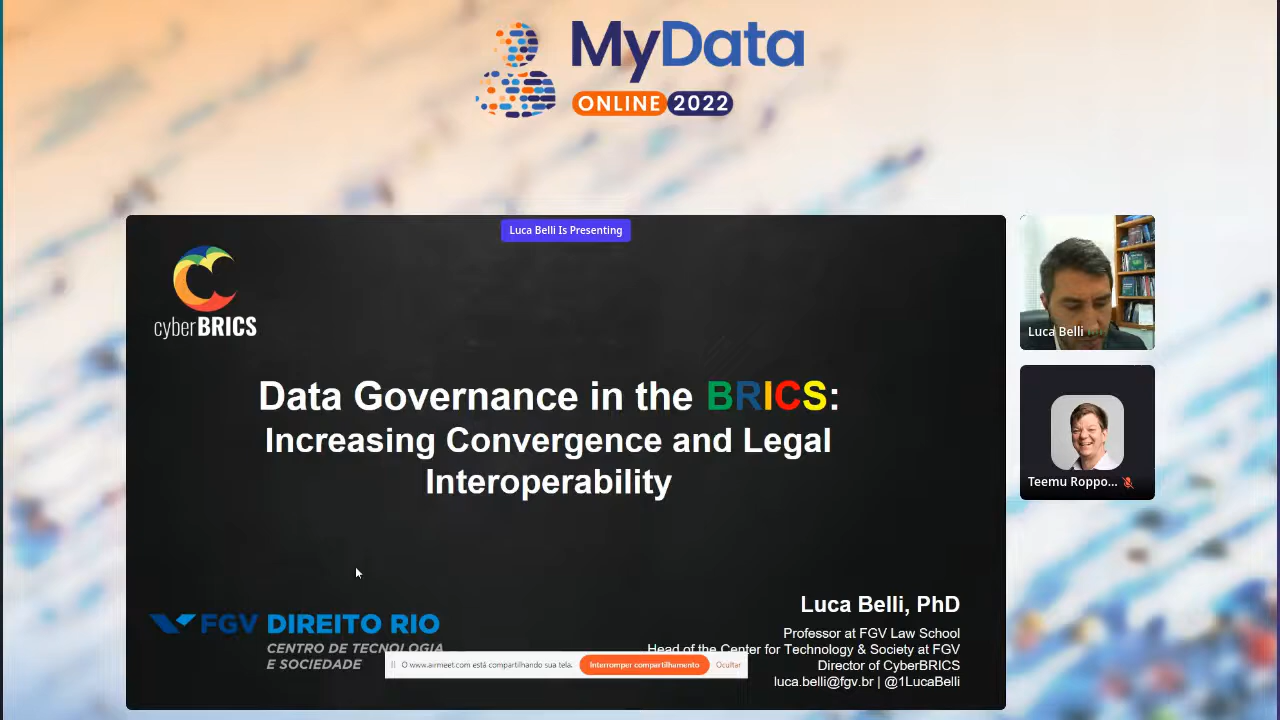 MyData
ONLINE 2022
Luca Belli Is Presenting
cyberBRICS
Data Governance in the BRICS:
Increasing Convergence and Legal
Interoperability
Luca Belli
Teemu Roppo...
Luca Belli, PhD
Professor at FGV Law School
Head of the Center for Technology & Society at FGV
Director of CyberBRICS
luca.belli@fgv.br | @1LucaBelli
FGV DIREITO RIO
CENTRO DE TECNOLOGIA
E SOCIEDADE
O www.airmeet.com está compartilhando sua tela. Interromper compartilhamento Ocultar